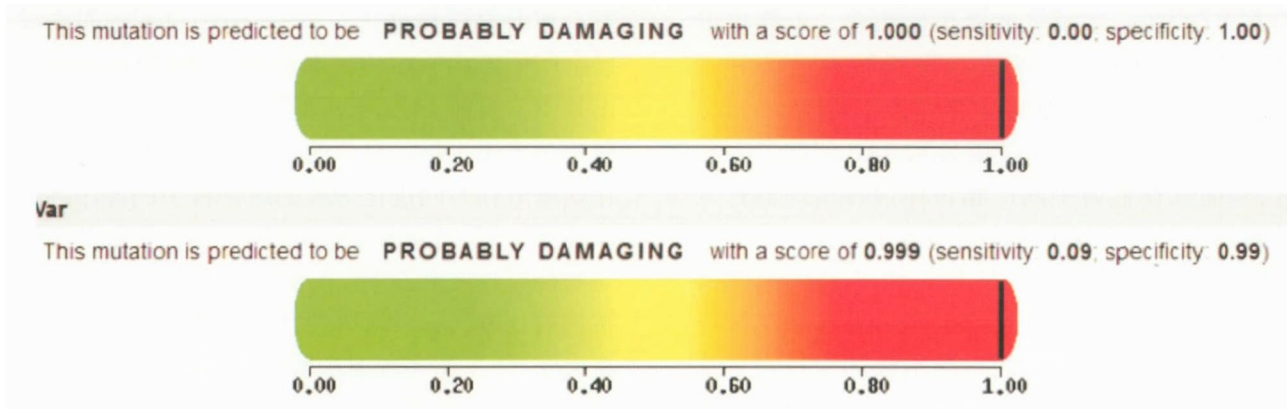 This mutation is predicted to be PROBABLY DAMAGING with a score of 1.000 (sensitivity: 0.00; specificity: 1.00)
0.00 0.20 0.40 0.60 0.80 1.00
Var
This mutation is predicted to be PROBABLY DAMAGING with a score of 0.999 (sensitivity: 0.09; specificity: 0.99)
0.00 0.20 0.40 0.60 0.80 1.00